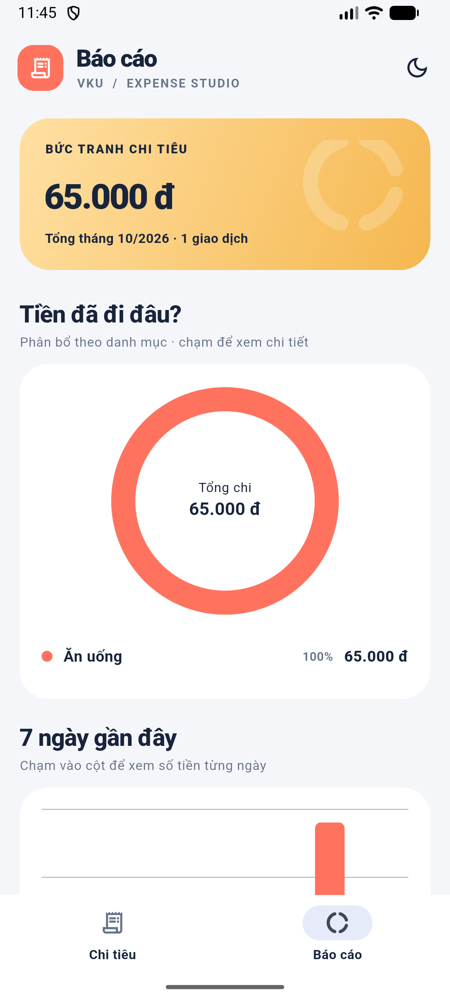 11:45
Báo cáo
VKU / EXPENSE STUDIO
BỨC TRANH CHI TIÊU
65.000 đ
Tổng tháng 10/2026 · 1 giao dịch
Tiền đã đi đâu?
Phân bổ theo danh mục · chạm để xem chi tiết
Tổng chi
65.000 đ
Ăn uống 100% 65.000 đ
7 ngày gần đây
Chạm vào cột để xem số tiền từng ngày
Chi tiêu Báo cáo